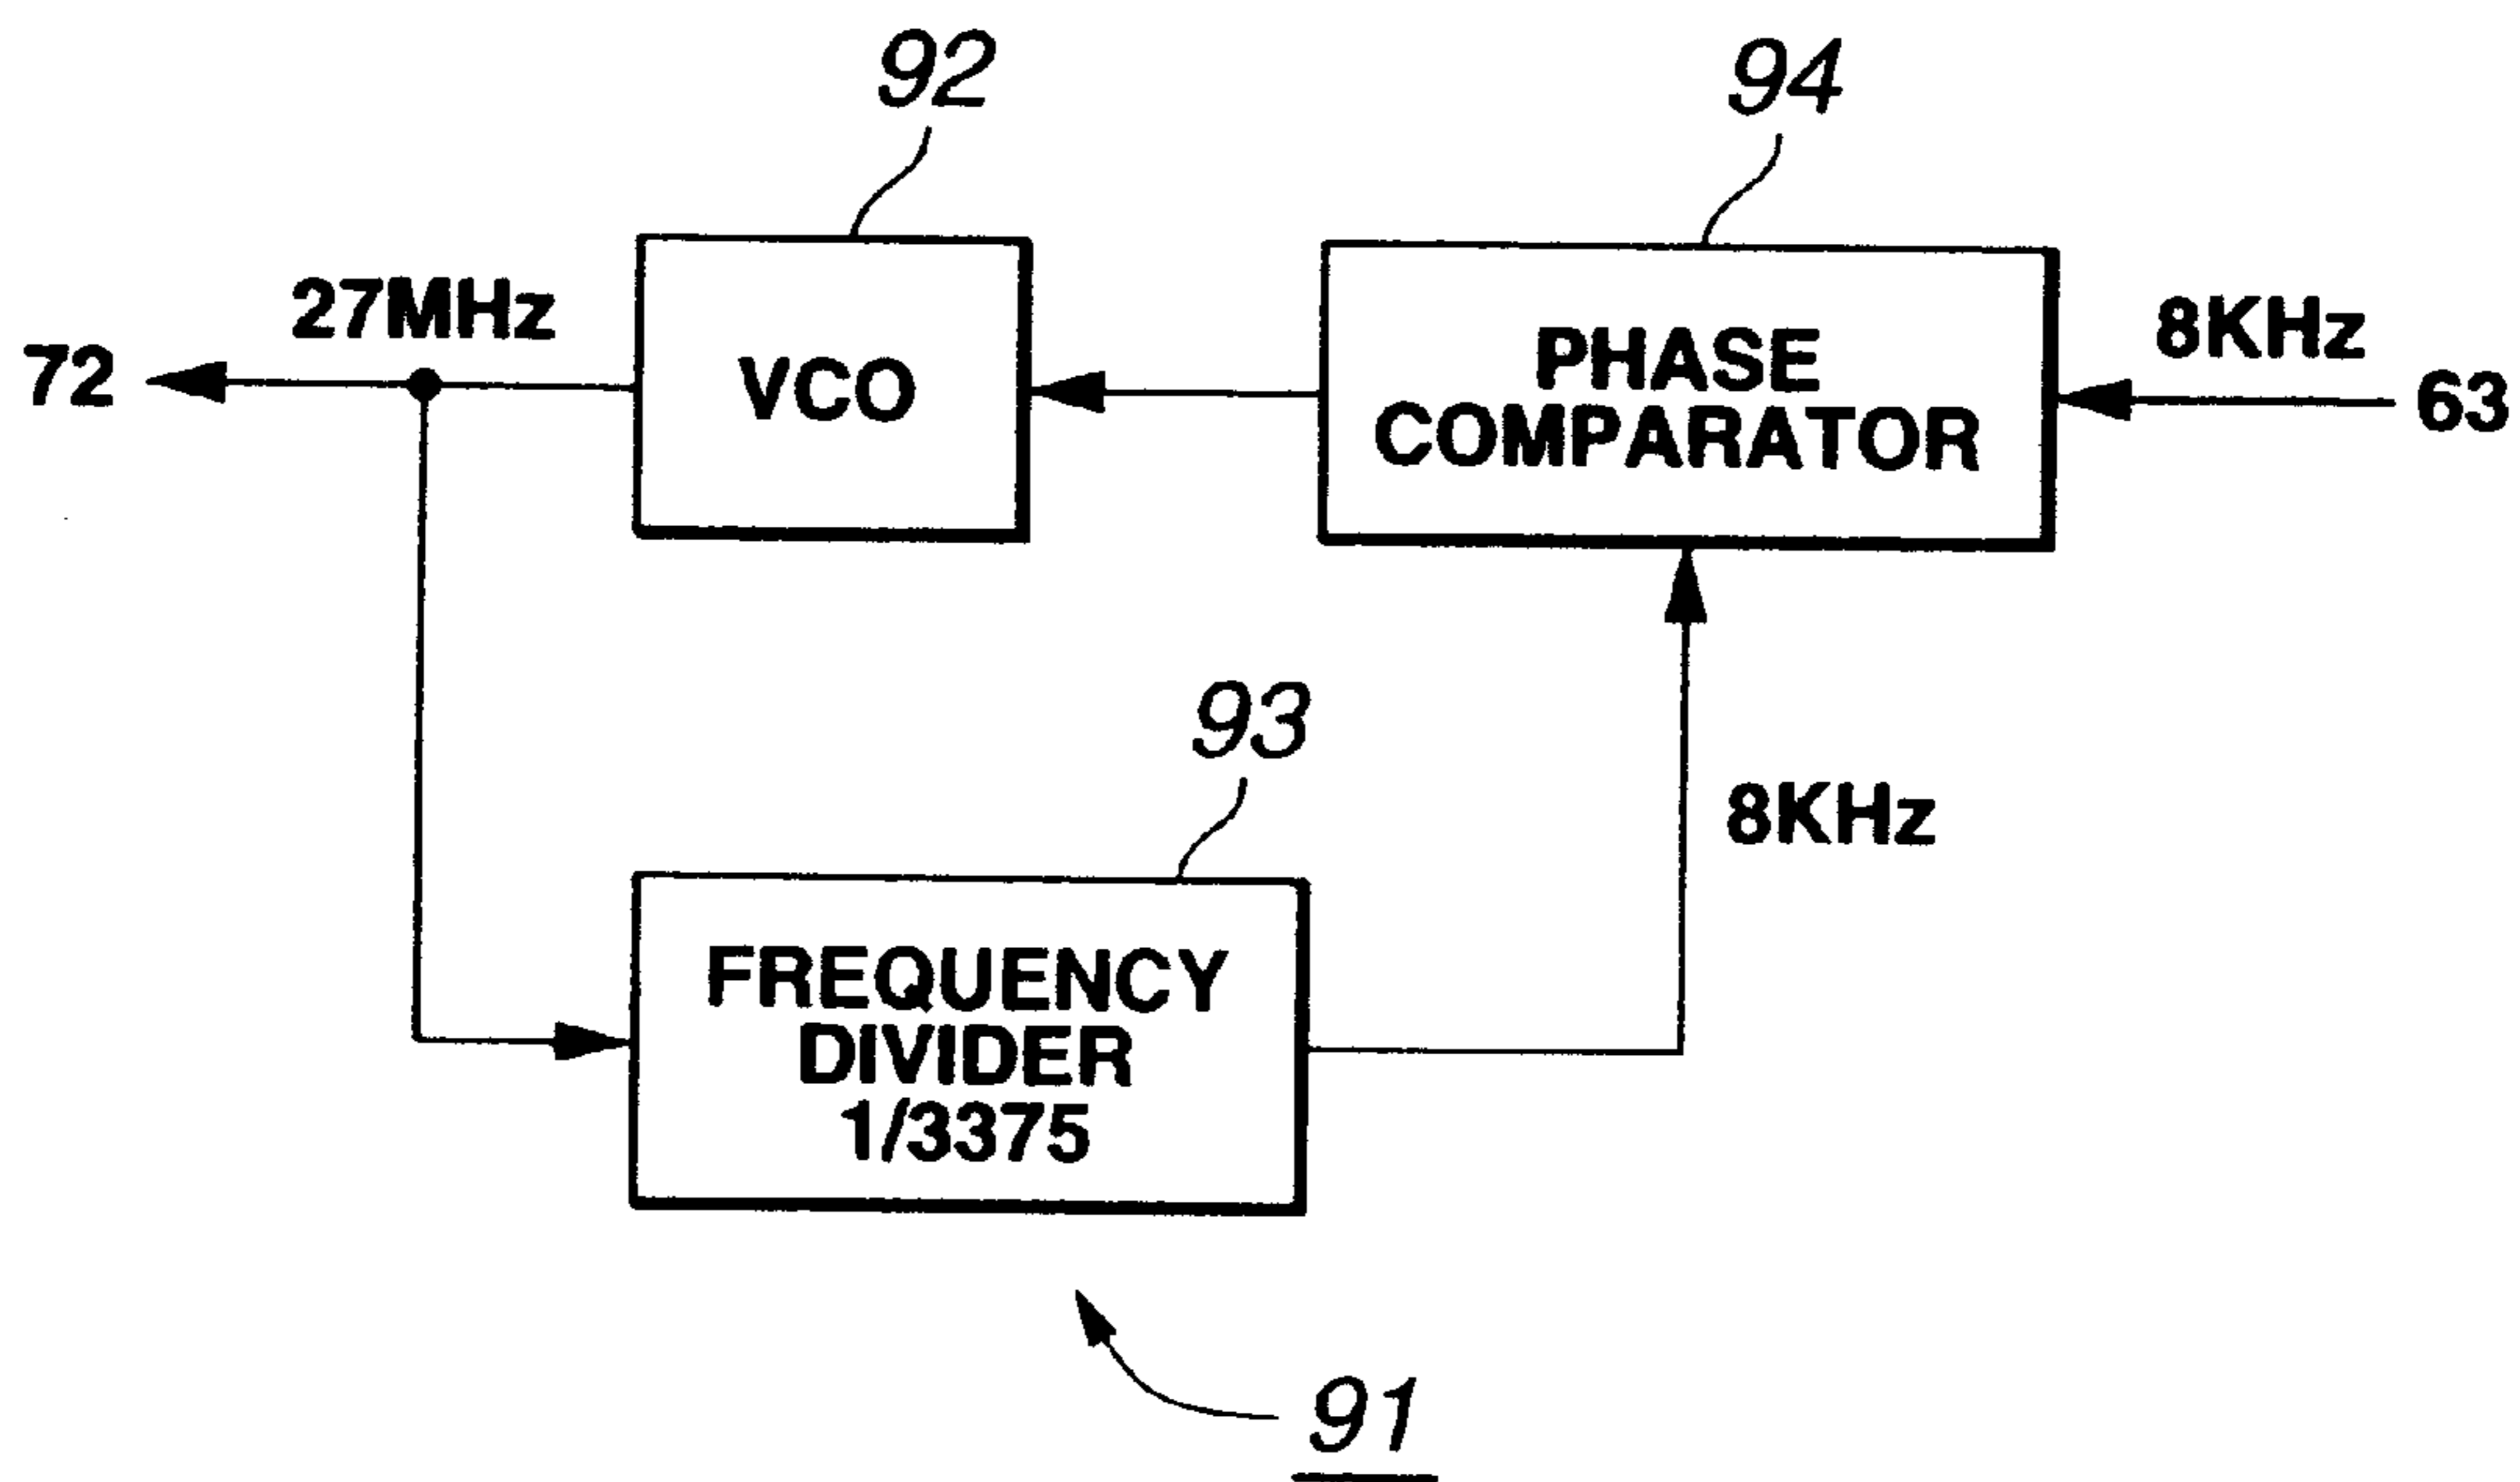 92
94
27MHz
72
VCO
PHASE
COMPARATOR
8KHz
63
93
8KHz
FREQUENCY
DIVIDER
1/3375
91